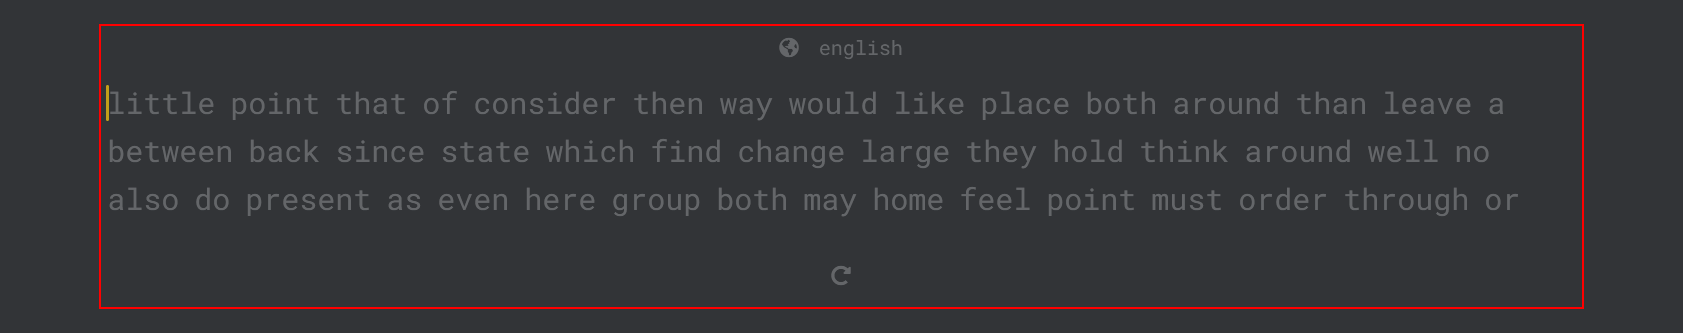 english
little point that of consider then way would like place both around than leave a
between back since state which find change large they hold think around well no
also do present as even here group both may home feel point must order through or